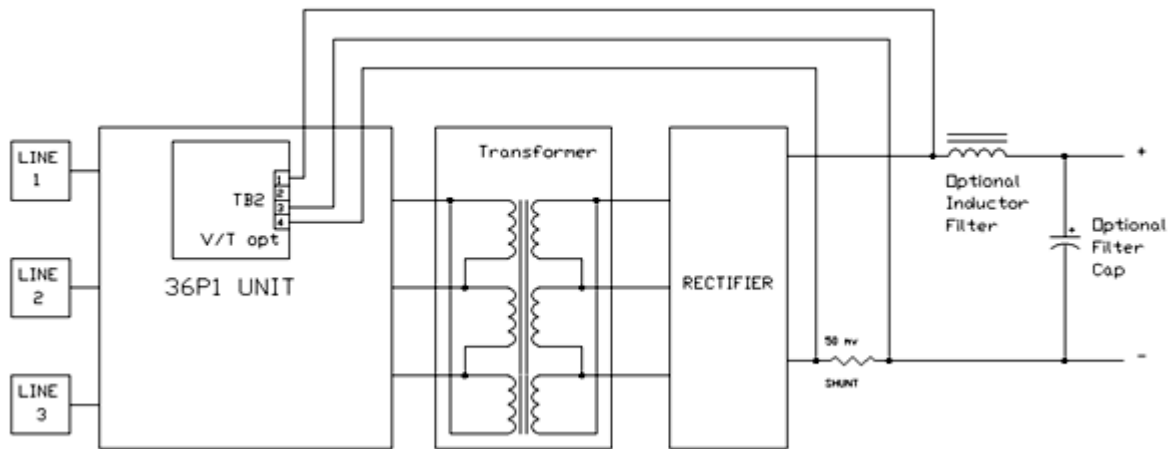 LINE
1
LINE
2
LINE
3
TB2
1
2
3
4
V/T opt
36P1 UNIT
Transformer
RECTIFIER
50 mv
SHUNT
Optional
Inductor
Filter
+
Optional
Filter
Cap
+
-